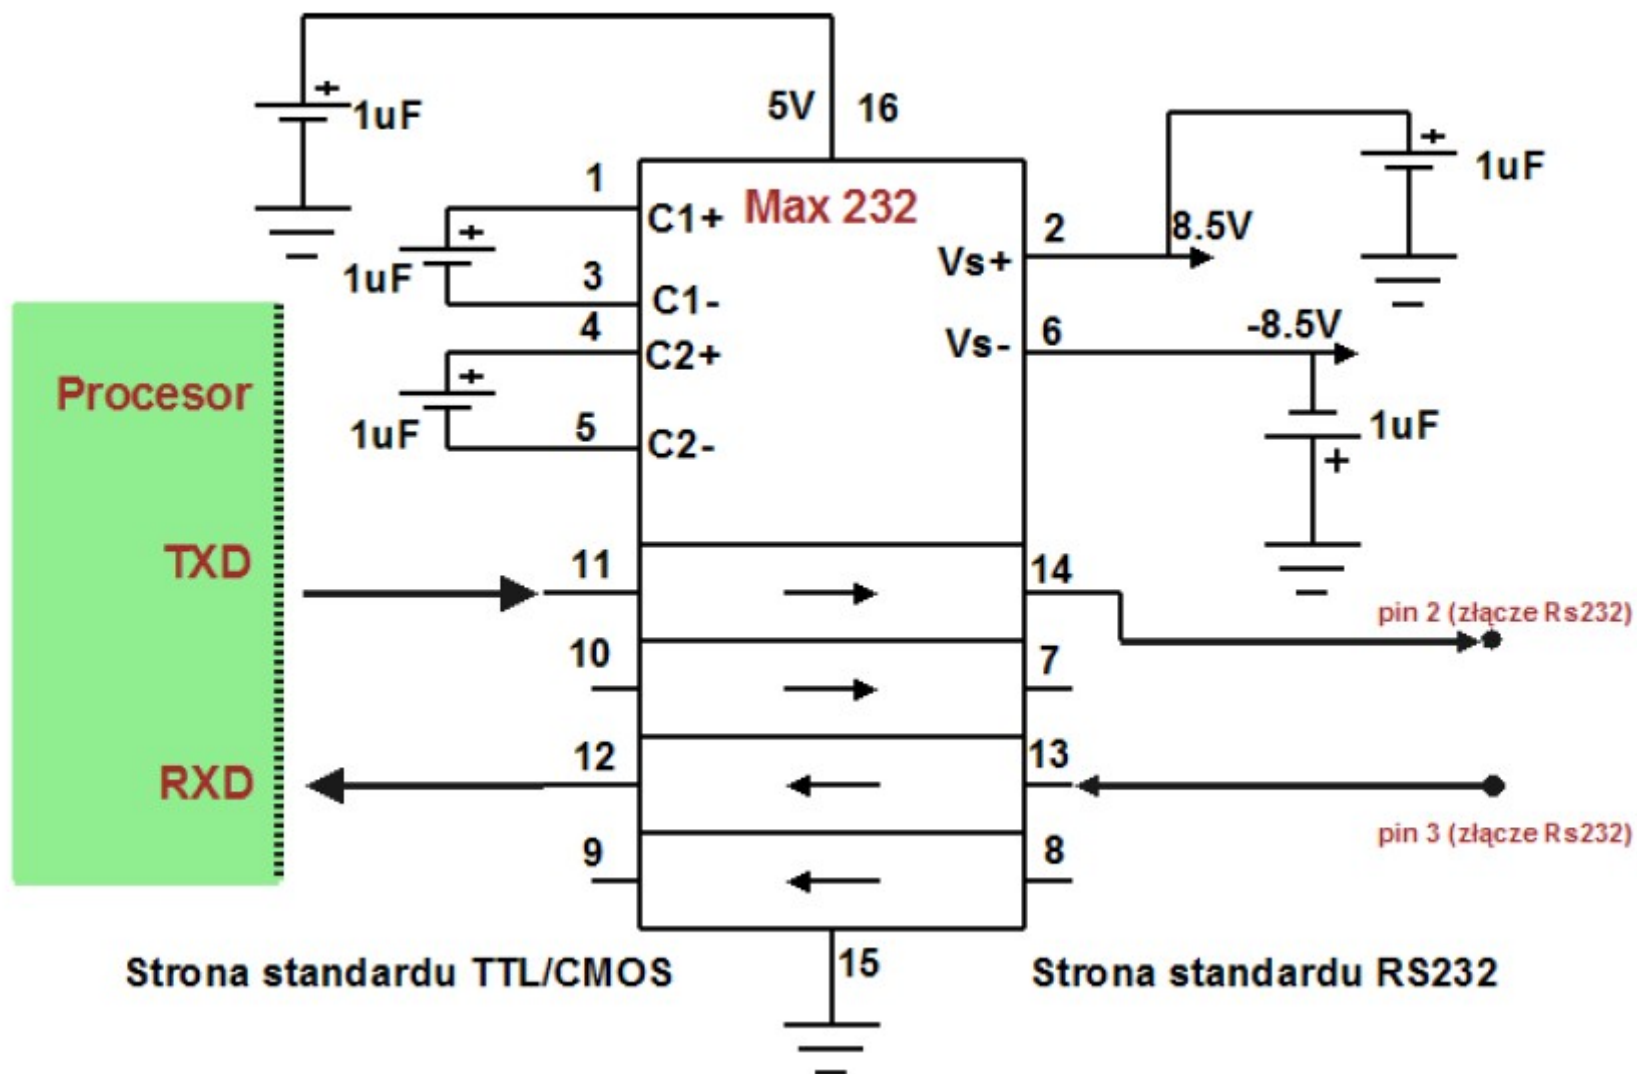 5V 16
+
1uF
+
1uF
1
Max 232
C1+
+
2
8.5V
Vs+
1uF
3
C1-
4
6
-8.5V
Vs-
C2+
+
1uF
5
C2-
1uF
+
Procesor
TXD
11
14
pin 2 (złącze Rs232)
10
7
RXD
12
13
pin 3 (złącze Rs232)
9
8
15
Strona standardu TTL/CMOS
Strona standardu RS232